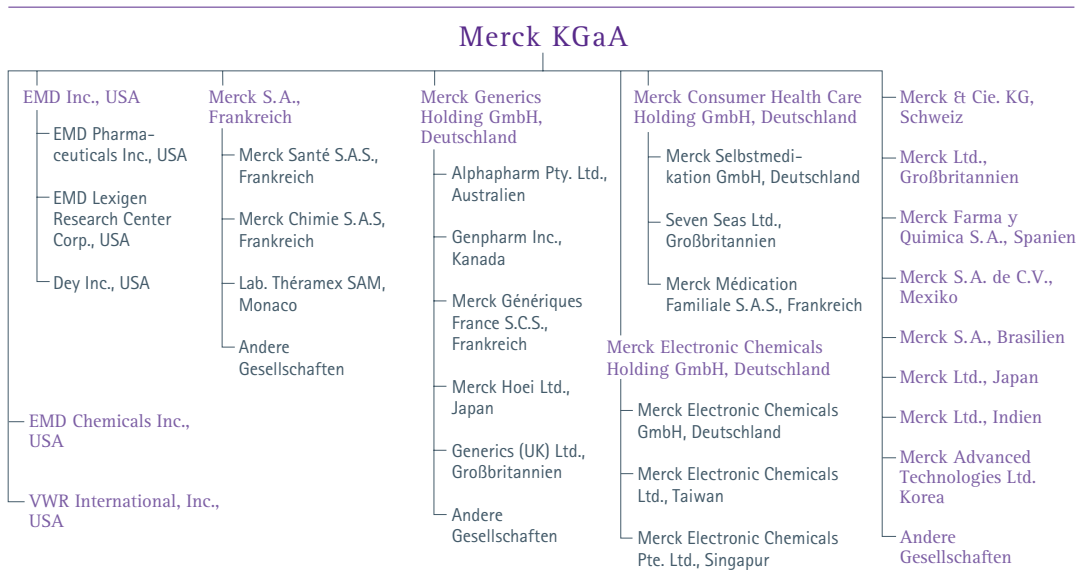 Merck KGaA
EMD Inc., USA
EMD Pharma-
ceuticals Inc., USA
EMD Lexigen
Research Center
Corp., USA
Dey Inc., USA
EMD Chemicals Inc.,
USA
VWR International, Inc.,
USA
Merck S.A.,
Frankreich
Merck Santé S.A.S.,
Frankreich
Merck Chimie S.A.S,
Frankreich
Lab. Théramex SAM,
Monaco
Andere
Gesellschaften
Merck Generics
Holding GmbH,
Deutschland
Alphapharm Pty. Ltd.,
Australien
Genpharm Inc.,
Kanada
Merck Génériques
France S.C.S.,
Frankreich
Merck Hoei Ltd.,
Japan
Generics (UK) Ltd.,
Großbritannien
Andere
Gesellschaften
Merck Consumer Health Care
Holding GmbH, Deutschland
Merck Selbstmedi-
kation GmbH, Deutschland
Seven Seas Ltd.,
Großbritannien
Merck Médication
Familiale S.A.S., Frankreich
Merck Electronic Chemicals
Holding GmbH, Deutschland
Merck Electronic Chemicals
GmbH, Deutschland
Merck Electronic Chemicals
Ltd., Taiwan
Merck Electronic Chemicals
Pte. Ltd., Singapur
Merck & Cie. KG,
Schweiz
Merck Ltd.,
Großbritannien
Merck Farma y
Quimica S.A., Spanien
Merck S.A. de C.V.,
Mexiko
Merck S.A., Brasilien
Merck Ltd., Japan
Merck Ltd., Indien
Merck Advanced
Technologies Ltd.
Korea
Andere
Gesellschaften